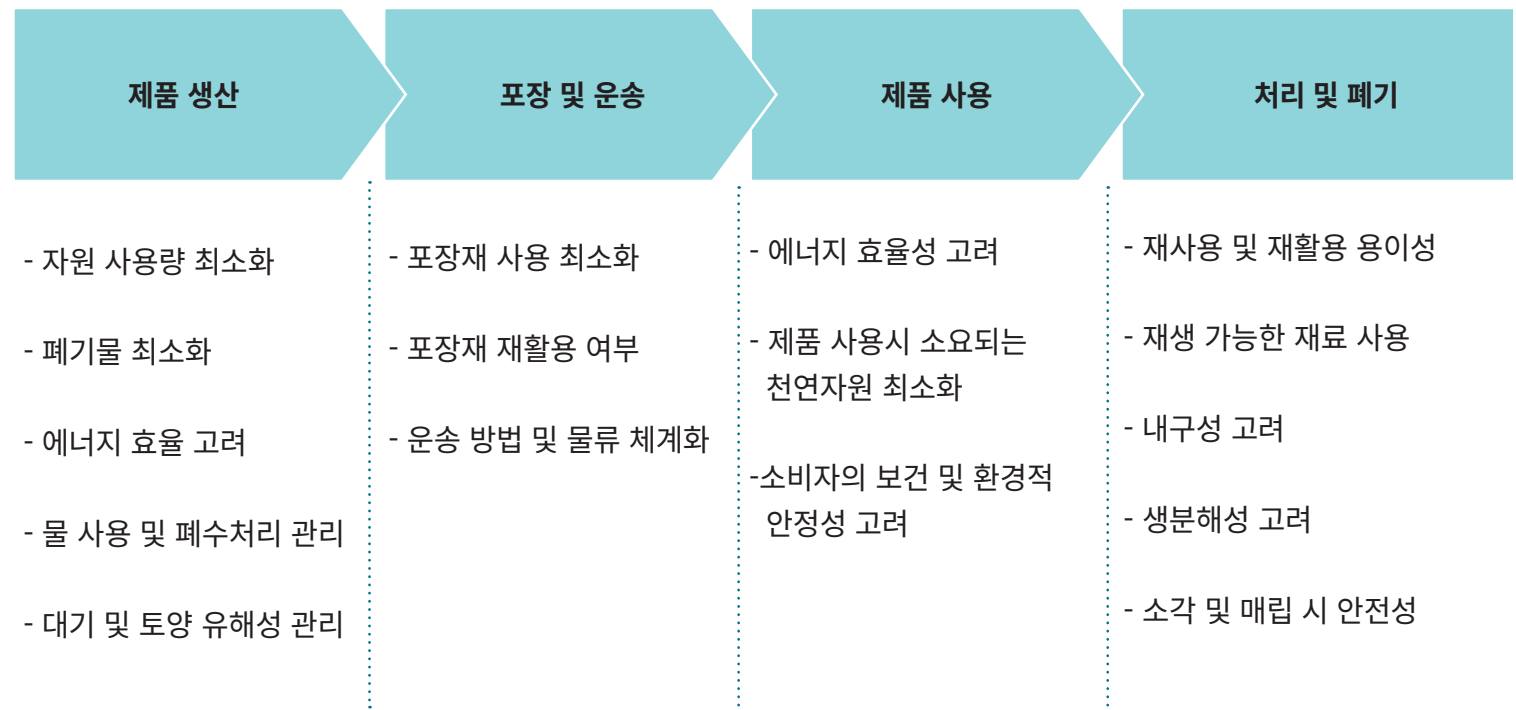 제품 생산
- 자원 사용량 최소화
- 폐기물 최소화
- 에너지 효율 고려
- 물 사용 및 폐수처리 관리
- 대기 및 토양 유해성 관리
포장 및 운송
- 포장재 사용 최소화
- 포장재 재활용 여부
- 운송 방법 및 물류 체계화
제품 사용
- 에너지 효율성 고려
- 제품 사용시 소요되는
천연자원 최소화
-소비자의 보건 및 환경적
안정성 고려
처리 및 폐기
- 재사용 및 재활용 용이성
- 재생 가능한 재료 사용
- 내구성 고려
- 생분해성 고려
- 소각 및 매립 시 안전성